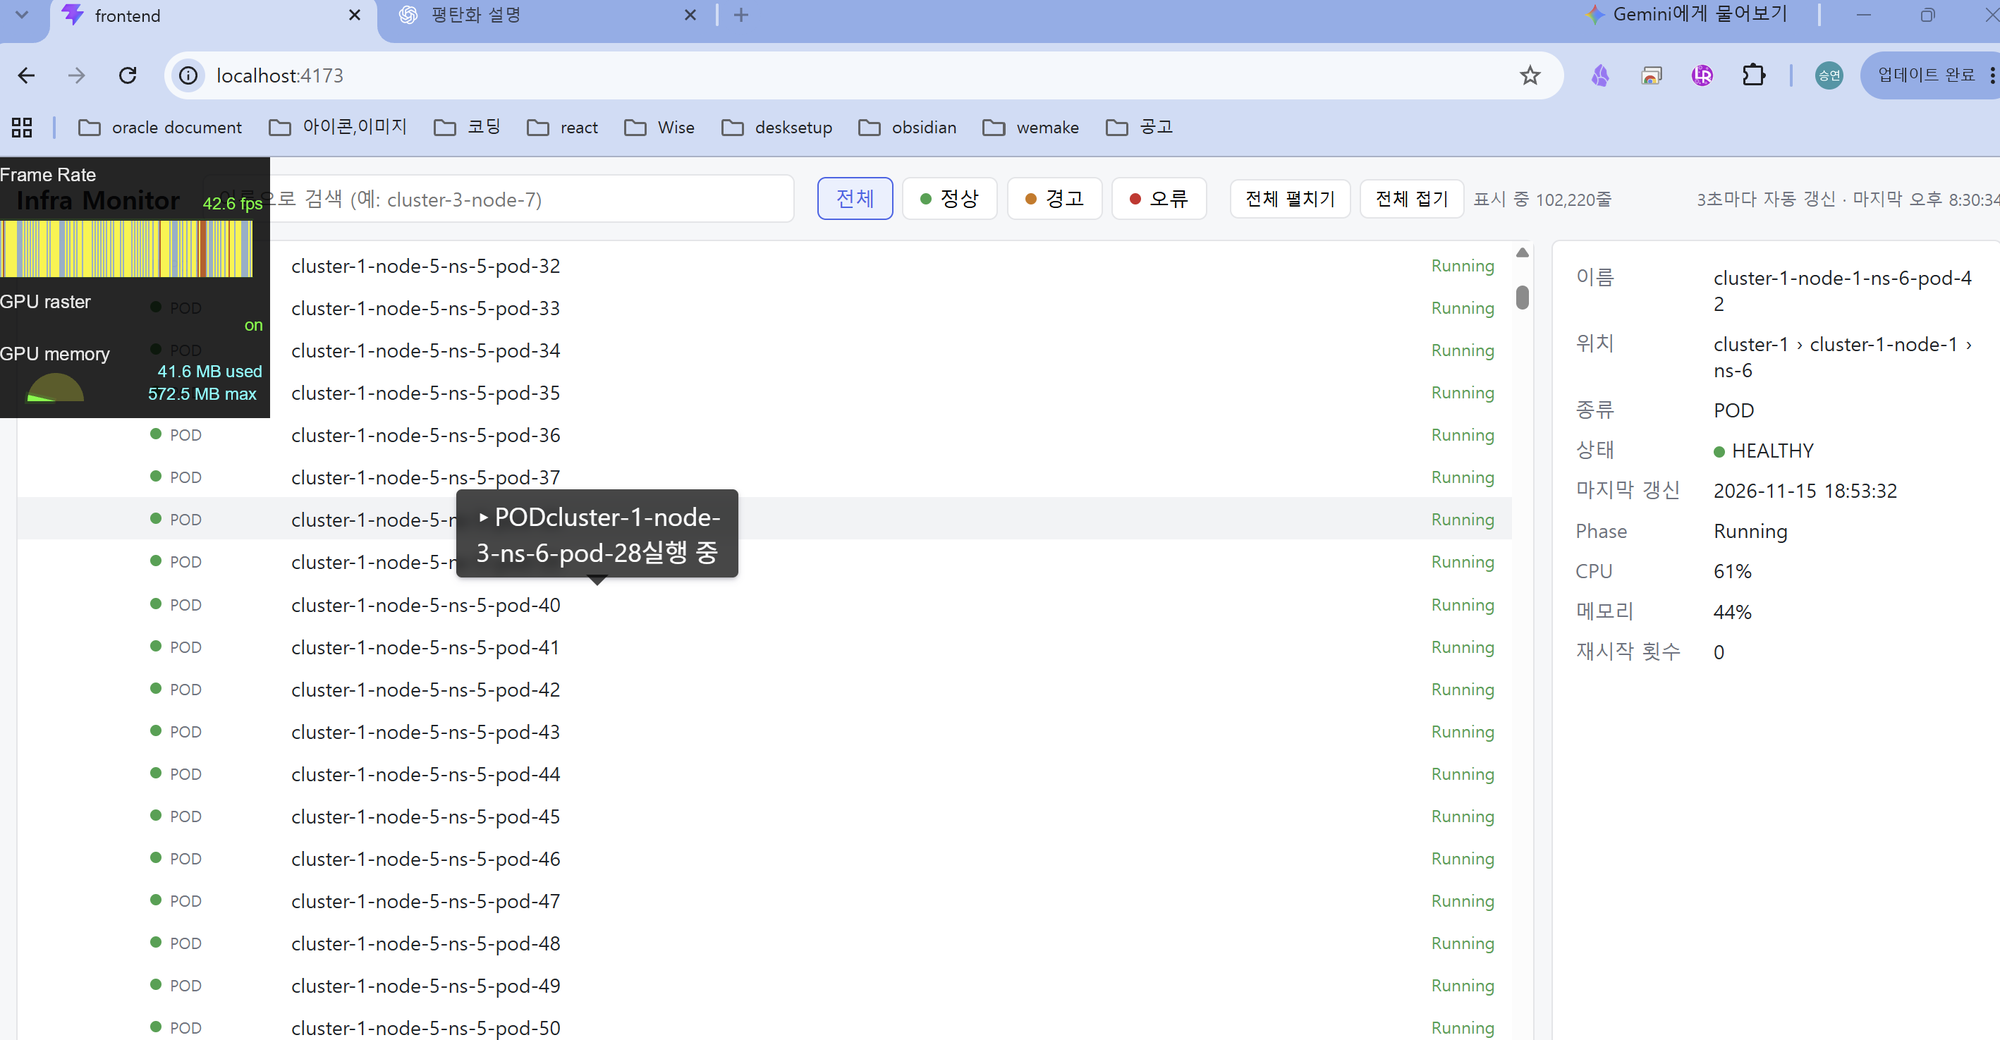 frontend
평탄화 설명
Gemini에게 물어보기
localhost:4173
승연
업데이트 완료
oracle document
아이콘,이미지
코딩
react
Wise
desksetup
obsidian
wemake
공고
Frame Rate
Infra Monitor
42.6 fps
이름으로 검색 (예: cluster-3-node-7)
전체
정상
경고
오류
전체 펼치기
전체 접기
표시 중 102,220줄
3초마다 자동 갱신 · 마지막 오후 8:30:34
GPU raster
on
GPU memory
41.6 MB used
572.5 MB max
cluster-1-node-5-ns-5-pod-32 Running
POD cluster-1-node-5-ns-5-pod-33 Running
POD cluster-1-node-5-ns-5-pod-34 Running
cluster-1-node-5-ns-5-pod-35 Running
POD cluster-1-node-5-ns-5-pod-36 Running
POD cluster-1-node-5-ns-5-pod-37 Running
POD cluster-1-node-5-n Running
POD cluster-1-node-5-n Running
▸ PODcluster-1-node-
3-ns-6-pod-28실행 중
POD cluster-1-node-5-ns-5-pod-40 Running
POD cluster-1-node-5-ns-5-pod-41 Running
POD cluster-1-node-5-ns-5-pod-42 Running
POD cluster-1-node-5-ns-5-pod-43 Running
POD cluster-1-node-5-ns-5-pod-44 Running
POD cluster-1-node-5-ns-5-pod-45 Running
POD cluster-1-node-5-ns-5-pod-46 Running
POD cluster-1-node-5-ns-5-pod-47 Running
POD cluster-1-node-5-ns-5-pod-48 Running
POD cluster-1-node-5-ns-5-pod-49 Running
POD cluster-1-node-5-ns-5-pod-50 Running
이름 cluster-1-node-1-ns-6-pod-4
2
위치 cluster-1 › cluster-1-node-1 ›
ns-6
종류 POD
상태 HEALTHY
마지막 갱신 2026-11-15 18:53:32
Phase Running
CPU 61%
메모리 44%
재시작 횟수 0